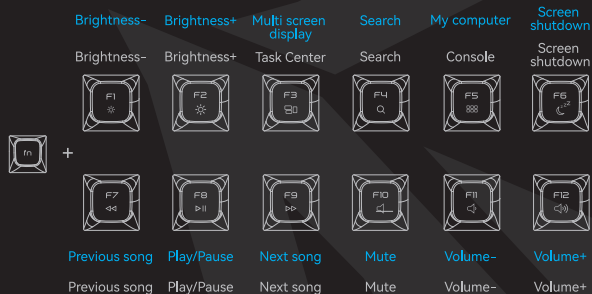 Brightness- Brightness+ Multi screen display Search My computer Screen shutdown
Brightness- Brightness+ Task Center Search Console Screen shutdown
F1 F2 F3 F4 F5 F6
zzZ
fn +
F7 F8 F9 F10 F11 F12
Previous song Play/Pause Next song Mute Volume- Volume+
Previous song Play/Pause Next song Mute Volume- Volume+